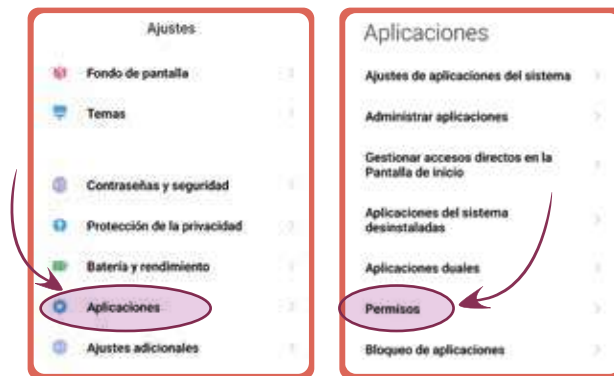 Ajustes
Fondo de pantalla
Temas
Contraseñas y seguridad
Protección de la privacidad
Batería y rendimiento
Aplicaciones
Ajustes adicionales
Aplicaciones
Ajustes de aplicaciones del sistema
Administrar aplicaciones
Gestionar accesos directos en la
Pantalla de inicio
Aplicaciones del sistema
desinstaladas
Aplicaciones duales
Permisos
Bloqueo de aplicaciones